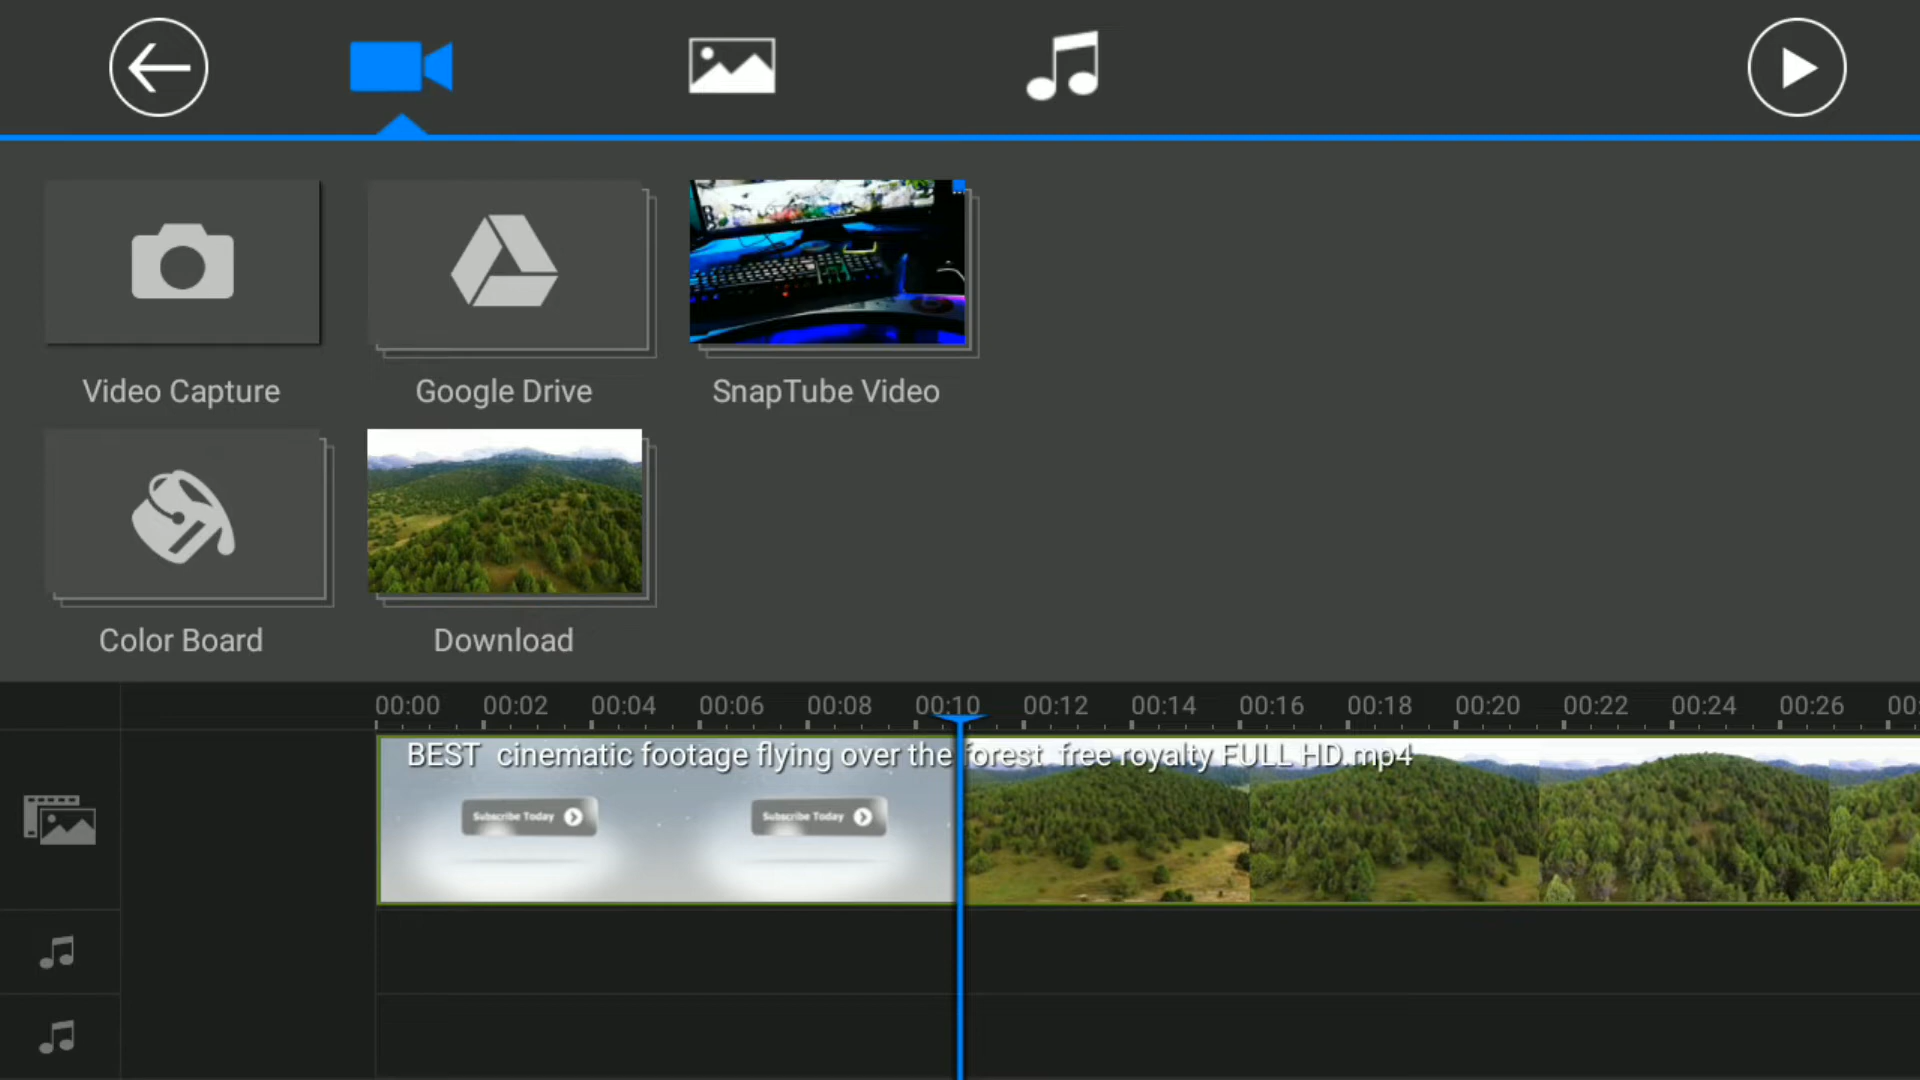 Video Capture
Google Drive
SnapTube Video
Color Board
Download
00:00 00:02 00:04 00:06 00:08 00:10 00:12 00:14 00:16 00:18 00:20 00:22 00:24 00:26
BEST  cinematic footage flying over the forest  free royalty FULL HD.mp4
Subscribe Today
Subscribe Today